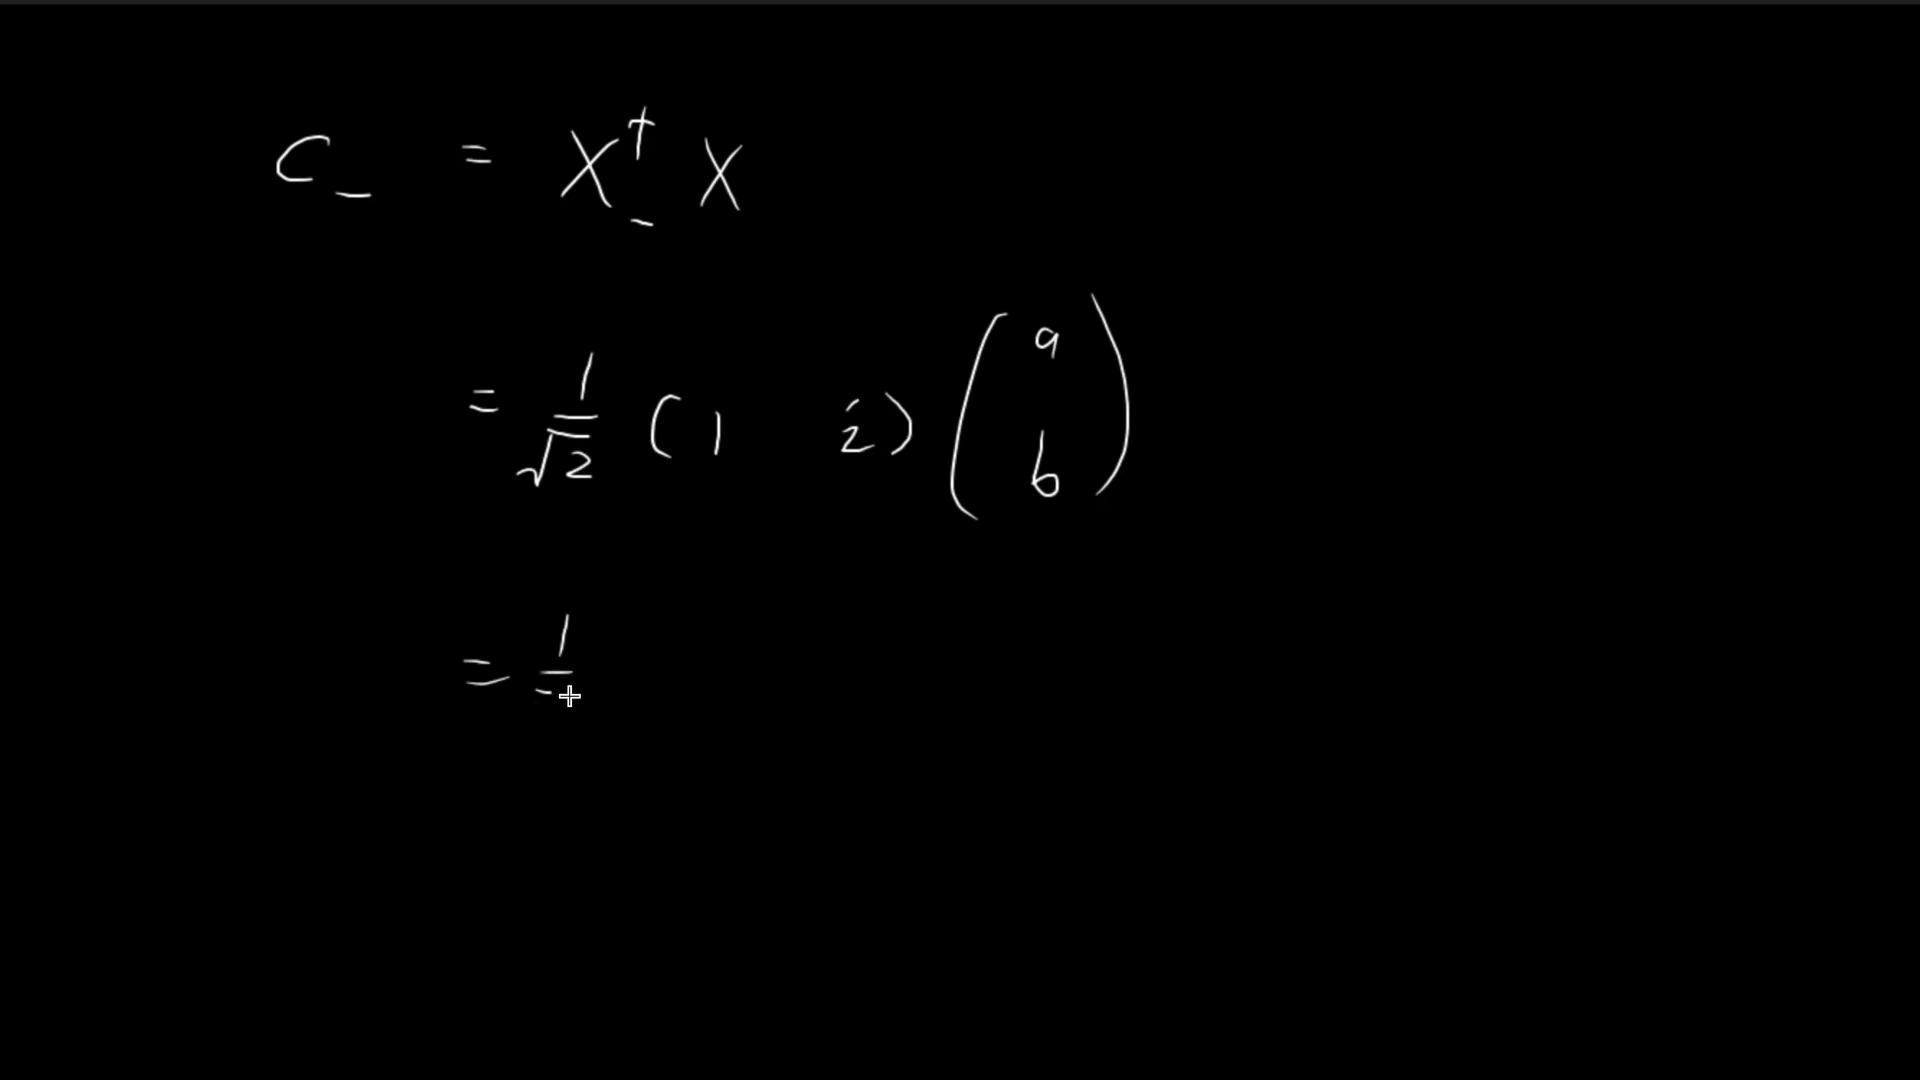 C₋ = X₋† X
= 1/√2 (1 i) (a b)
= 1/